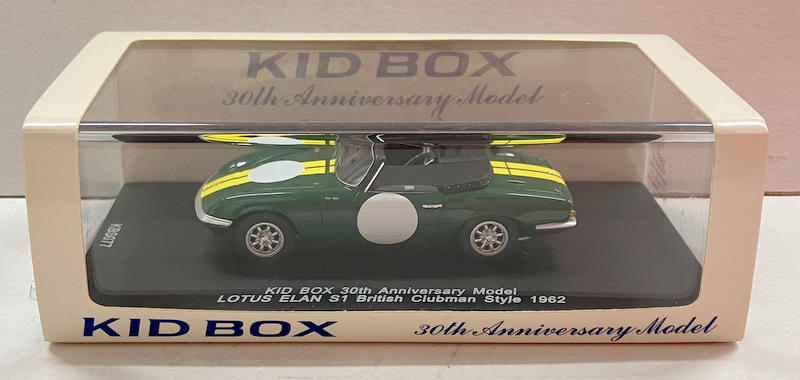 KID BOX
30th Anniversary Model
KBS077
KID BOX 30th Anniversary Model
LOTUS ELAN S1 British Clubman Style 1962
KID BOX 30th Anniversary Model